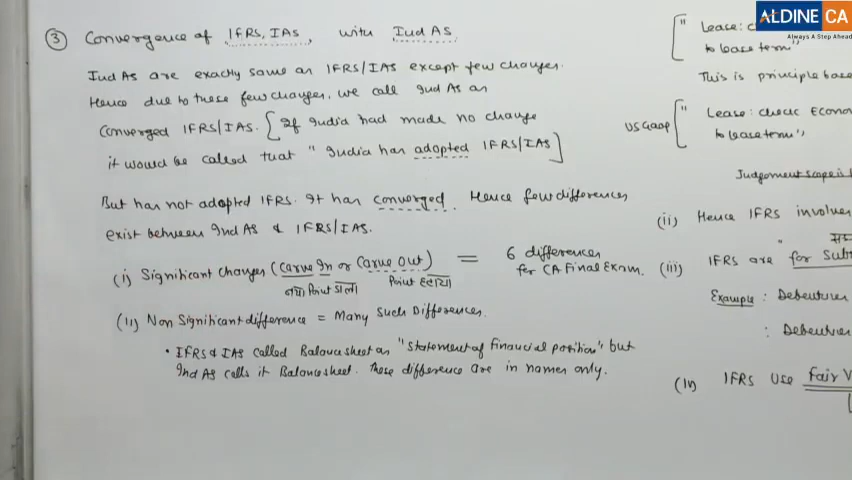 ALDINE CA
Always A Step Ahead
③ Convergence of IFRS, IAS, with Ind AS.
Ind AS are exactly same as IFRS/IAS except few changes.
Hence due to these few changes, we call Ind AS as
Converged IFRS/IAS. [If India had made no change
it would be called that "India has adopted IFRS/IAS]
But has not adopted IFRS. It has converged. Hence few differences
exist between Ind AS & IFRS/IAS.
(i) Significant Changes (Carve In or Carve Out) = 6 differences
for CA Final Exam.
नया Point डाला Point हटाया
(ii) Non Significant difference = Many Such Differences.
• IFRS & IAS called Balance sheet as "Statement of Financial position" but
Ind AS calls it Balance sheet. These difference are in names only.
["Lease: c
to lease term"
This is principle base
US Gaap ["Lease: check Econo
to lease term"
Judgement scope is
(ii) Hence IFRS involve
(iii) IFRS are "for Sub
Example: Debenture
: Debenture
(iv) IFRS use Fair V